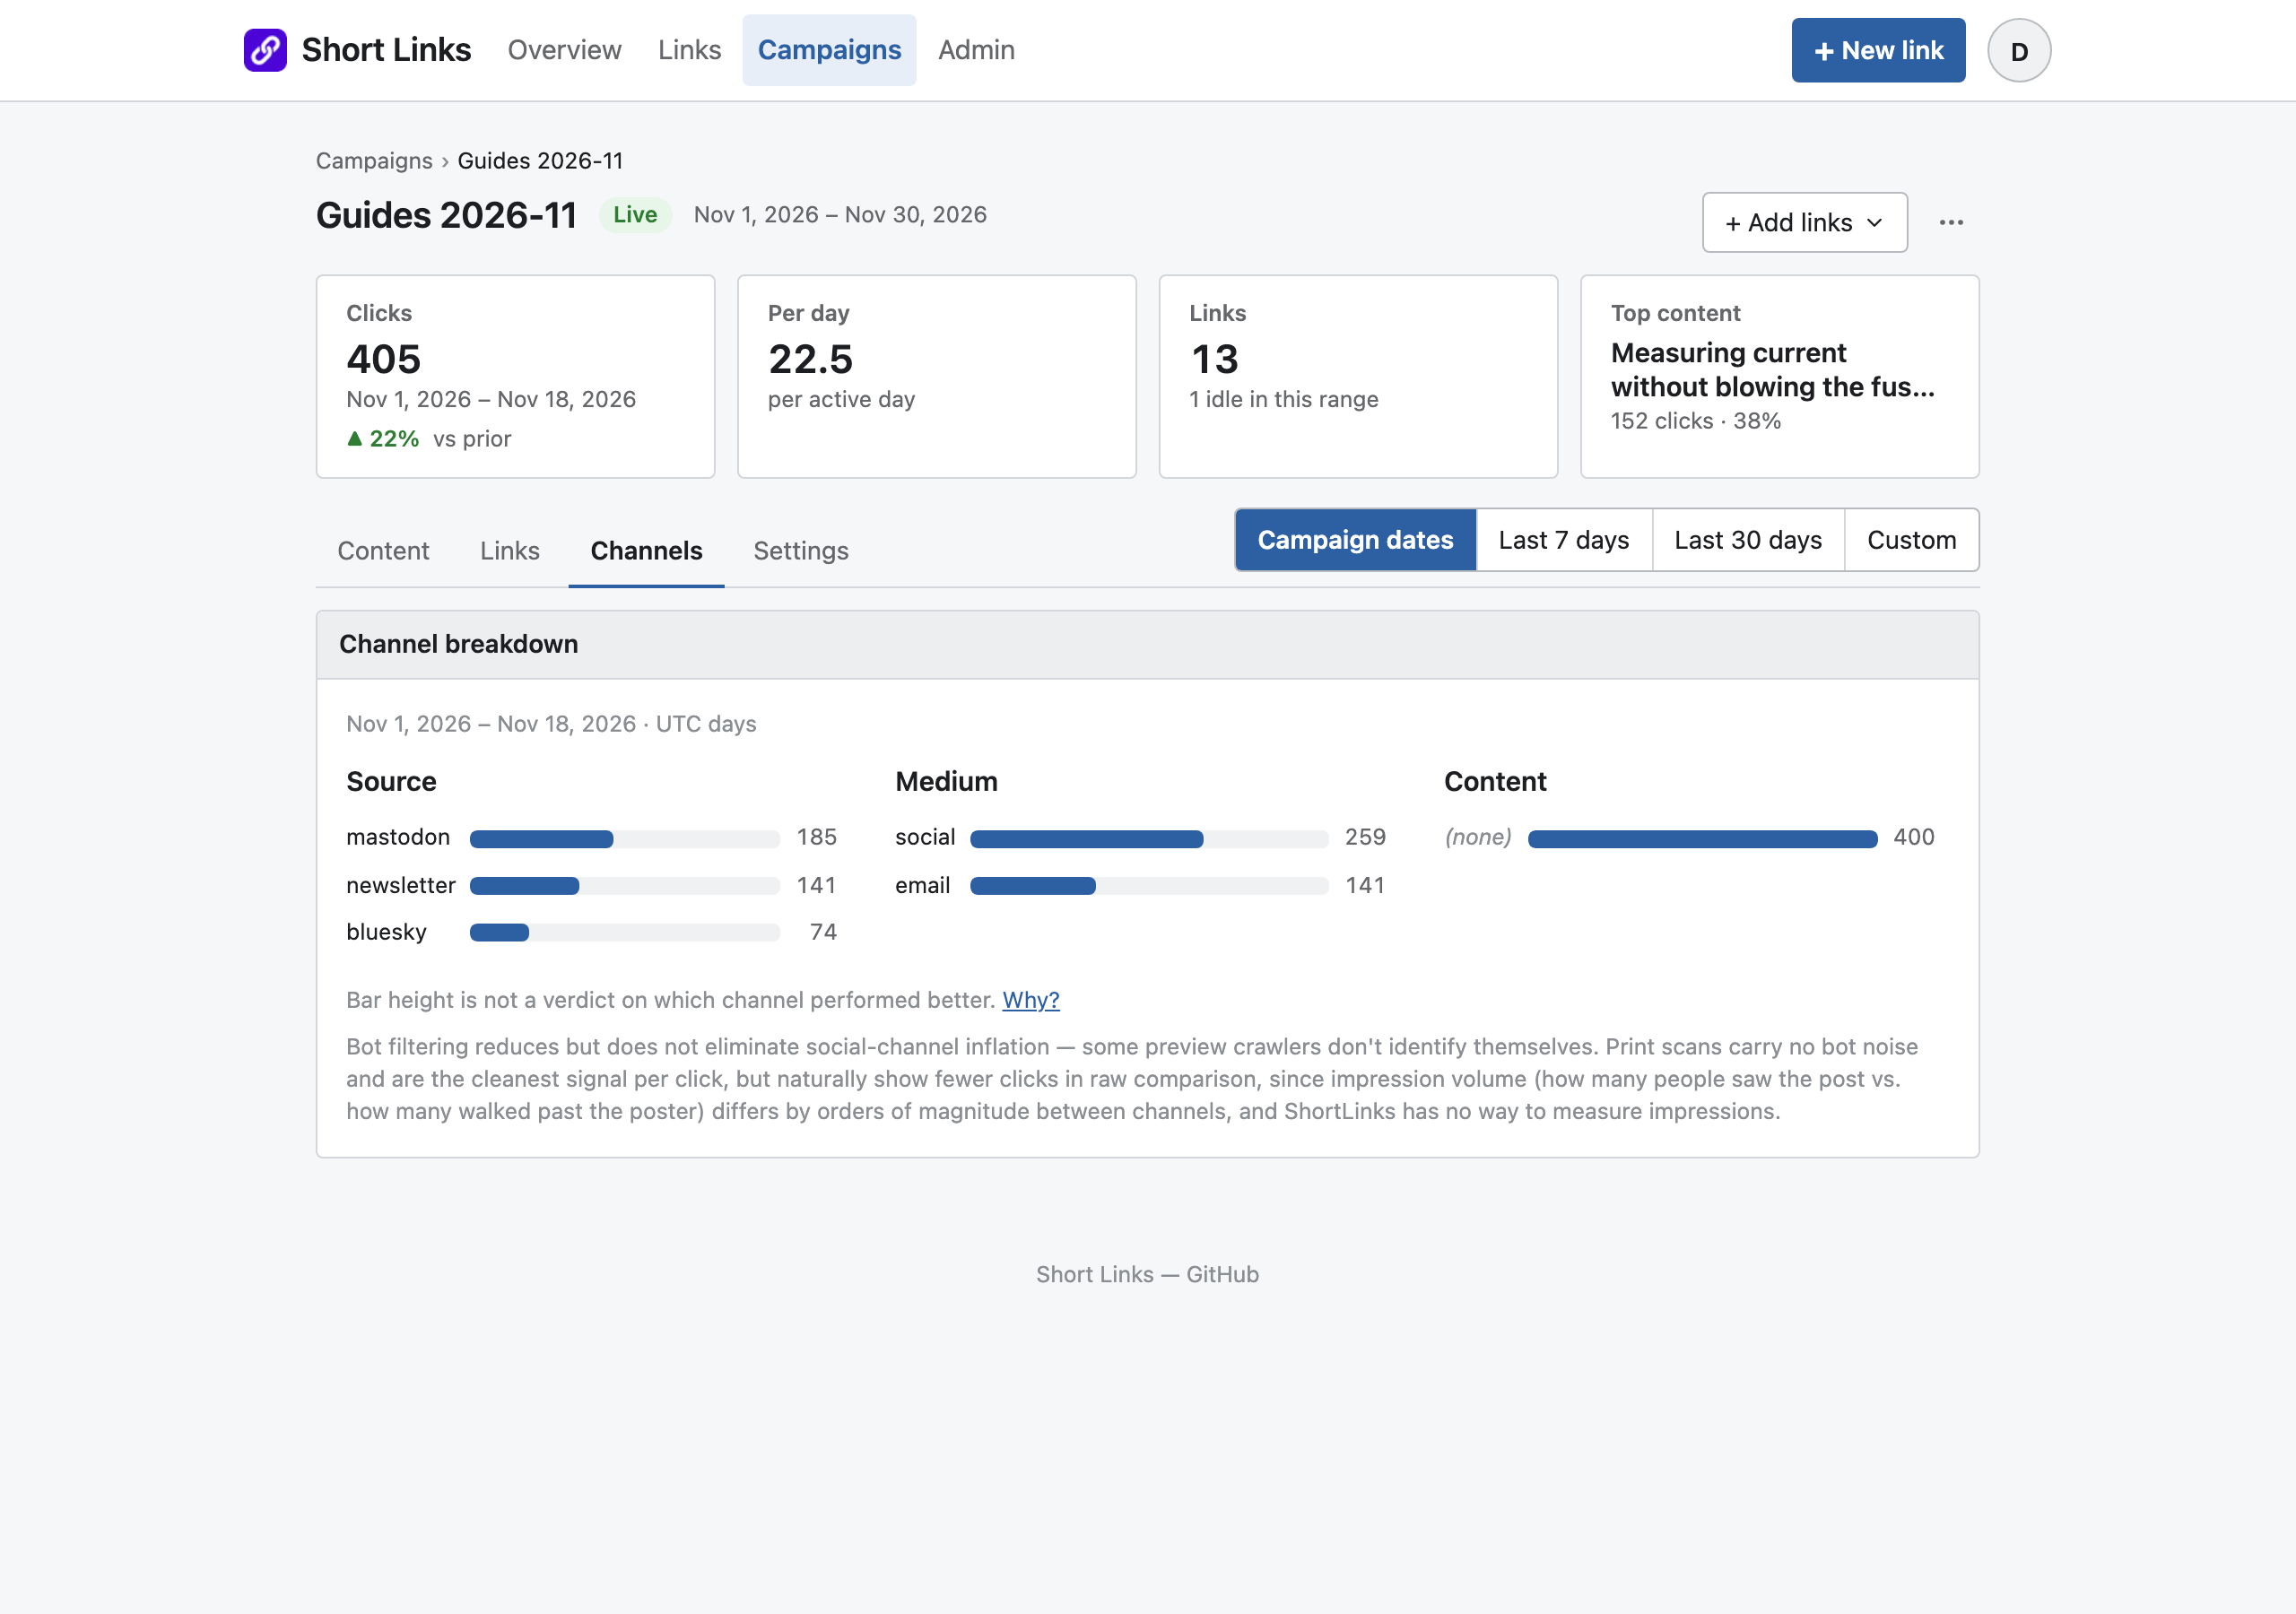 Short Links
Overview
Links
Campaigns
Admin
+ New link
D
Campaigns › Guides 2026-11
Guides 2026-11
Live
Nov 1, 2026 – Nov 30, 2026
+ Add links
Clicks
405
Nov 1, 2026 – Nov 18, 2026
▲ 22% vs prior
Per day
22.5
per active day
Links
13
1 idle in this range
Top content
Measuring current
without blowing the fus...
152 clicks · 38%
Content
Links
Channels
Settings
Campaign dates
Last 7 days
Last 30 days
Custom
Channel breakdown
Nov 1, 2026 – Nov 18, 2026 · UTC days
Source
mastodon 185
newsletter 141
bluesky 74
Medium
social 259
email 141
Content
(none) 400
Bar height is not a verdict on which channel performed better. Why?
Bot filtering reduces but does not eliminate social-channel inflation — some preview crawlers don't identify themselves. Print scans carry no bot noise
and are the cleanest signal per click, but naturally show fewer clicks in raw comparison, since impression volume (how many people saw the post vs.
how many walked past the poster) differs by orders of magnitude between channels, and ShortLinks has no way to measure impressions.
Short Links — GitHub